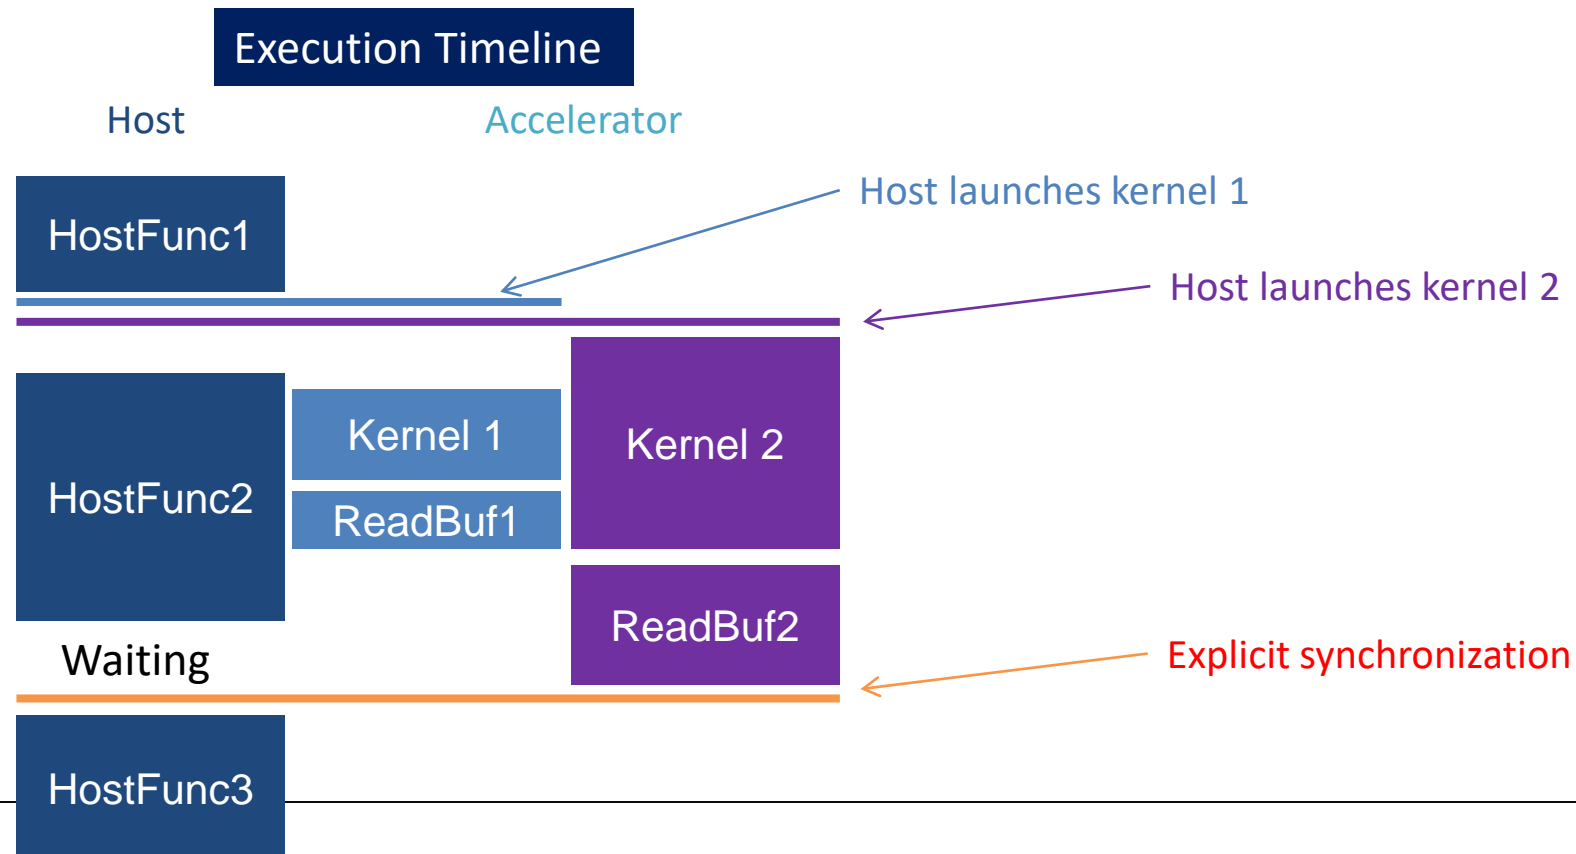 Execution Timeline
Host
Accelerator
Host launches kernel 1
HostFunc1
Host launches kernel 2
Kernel 1
Kernel 2
HostFunc2
ReadBuf1
ReadBuf2
Waiting
Explicit synchronization
HostFunc3